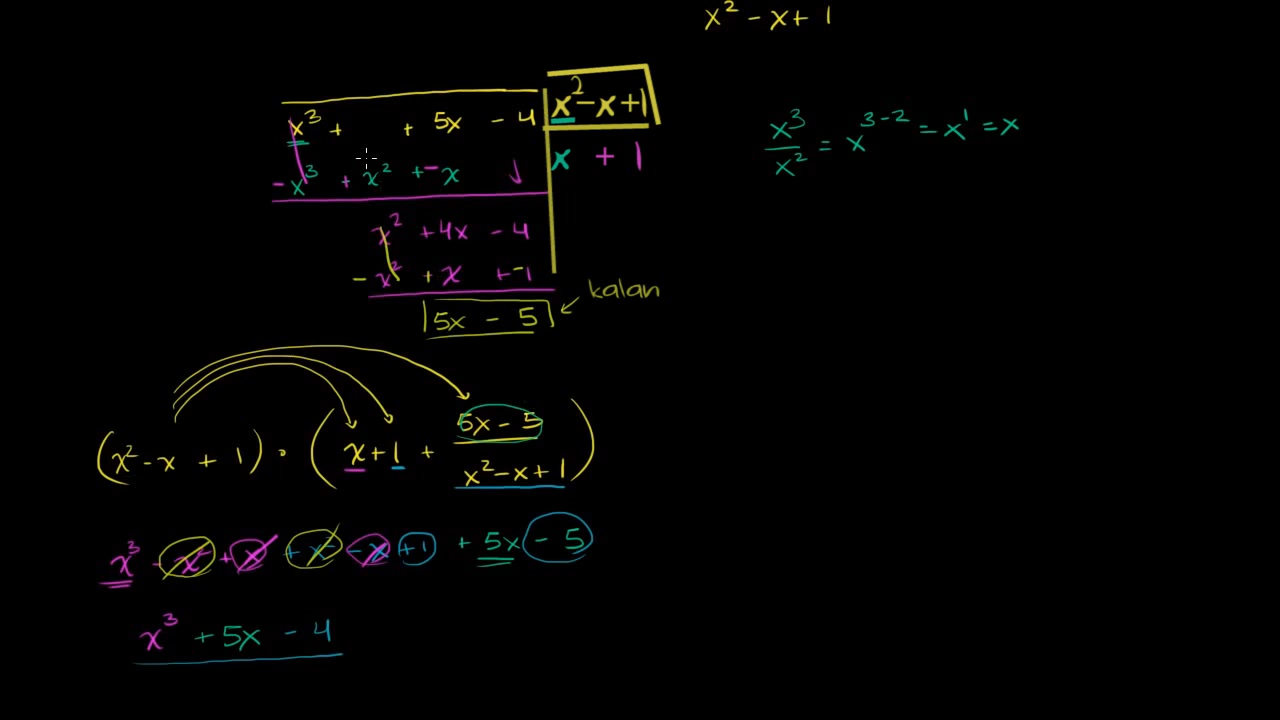 x² - x + 1
x³ + + 5x - 4 x² - x + 1
x³/x² = x³⁻² = x¹ = x
- x³ + x² + - x ↓ x + 1
x² + 4x - 4
- x² + x + - 1
5x - 5 ← kalan
(x² - x + 1) · (x + 1 + (5x - 5)/(x² - x + 1))
x³ - x² + x + x² - x + 1 + 5x - 5
x³ + 5x - 4